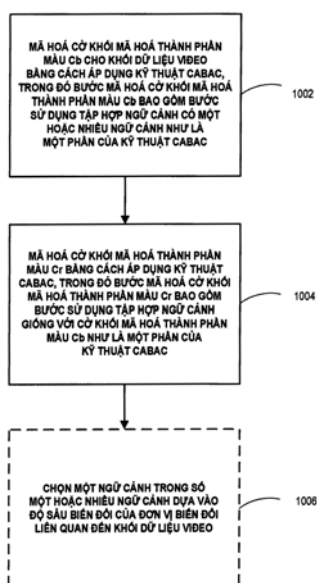 MÃ HOÁ CỜ KHỐI MÃ HOÁ THÀNH PHẦN
MÀU Cb CHO KHỐI DỮ LIỆU VIĐEO
BẰNG CÁCH ÁP DỤNG KỸ THUẬT CABAC,
TRONG ĐÓ BƯỚC MÃ HOÁ CỜ KHỐI MÃ HOÁ
THÀNH PHẦN MÀU Cb BAO GỒM BƯỚC
SỬ DỤNG TẬP HỢP NGỮ CẢNH CÓ MỘT
HOẶC NHIỀU NGỮ CẢNH NHƯ LÀ
MỘT PHẦN CỦA KỸ THUẬT CABAC
1002
MÃ HOÁ CỜ KHỐI MÃ HOÁ THÀNH PHẦN
MÀU Cr BẰNG CÁCH ÁP DỤNG KỸ THUẬT
CABAC, TRONG ĐÓ BƯỚC MÃ HOÁ CỜ KHỐI
MÃ HOÁ THÀNH PHẦN MÀU Cr BAO GỒM
BƯỚC SỬ DỤNG TẬP HỢP NGỮ CẢNH
GIỐNG VỚI CỜ KHỐI MÃ HOÁ THÀNH PHẦN
MÀU Cb NHƯ LÀ MỘT PHẦN CỦA
KỸ THUẬT CABAC
1004
CHỌN MỘT NGỮ CẢNH TRONG SỐ
MỘT HOẶC NHIỀU NGỮ CẢNH DỰA VÀO
ĐỘ SÂU BIẾN ĐỔI CỦA ĐƠN VỊ BIẾN ĐỔI
LIÊN QUAN ĐẾN KHỐI DỮ LIỆU VIĐEO
1006